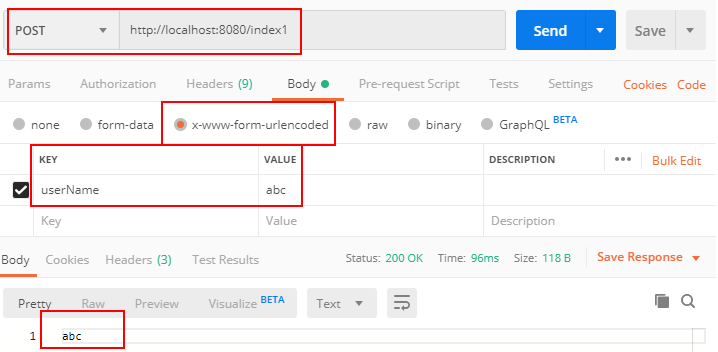 POST http://localhost:8080/index1 Send Save
Params Authorization Headers (9) Body Pre-request Script Tests Settings Cookies Code
none form-data x-www-form-urlencoded raw binary GraphQL BETA
KEY VALUE DESCRIPTION ••• Bulk Edit
userName abc
Key Value Description
Body Cookies Headers (3) Test Results Status: 200 OK Time: 96ms Size: 118 B Save Response
Pretty Raw Preview Visualize BETA Text
1 abc